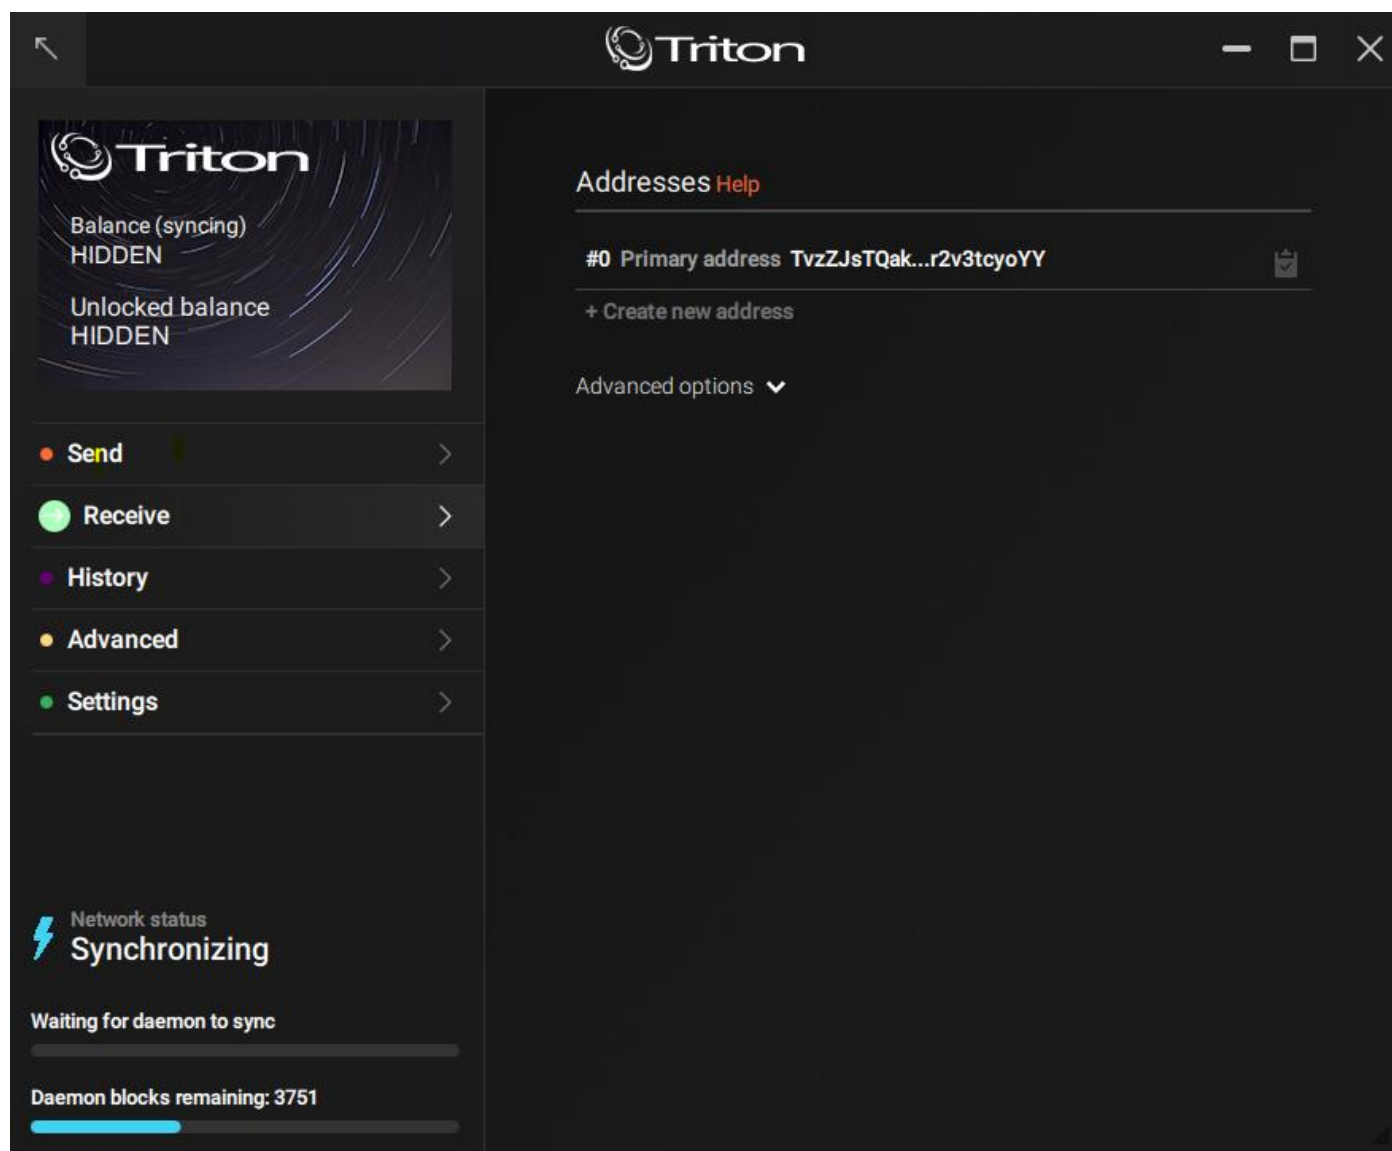 Triton
Triton
Balance (syncing)
HIDDEN
Unlocked balance
HIDDEN
Send
Receive
History
Advanced
Settings
Network status
Synchronizing
Waiting for daemon to sync
Daemon blocks remaining: 3751
Addresses Help
#0 Primary address TvzZJsTQak...r2v3tcyoYY
+ Create new address
Advanced options